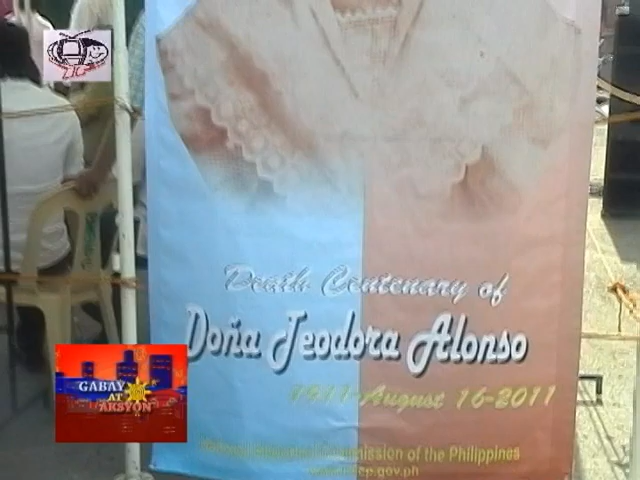 Death Centenary of
Doña Teodora Alonso
1911-August 16-2011
National Historical Commission of the Philippines
www.nhcp.gov.ph
GABAY
AT
AKSYON